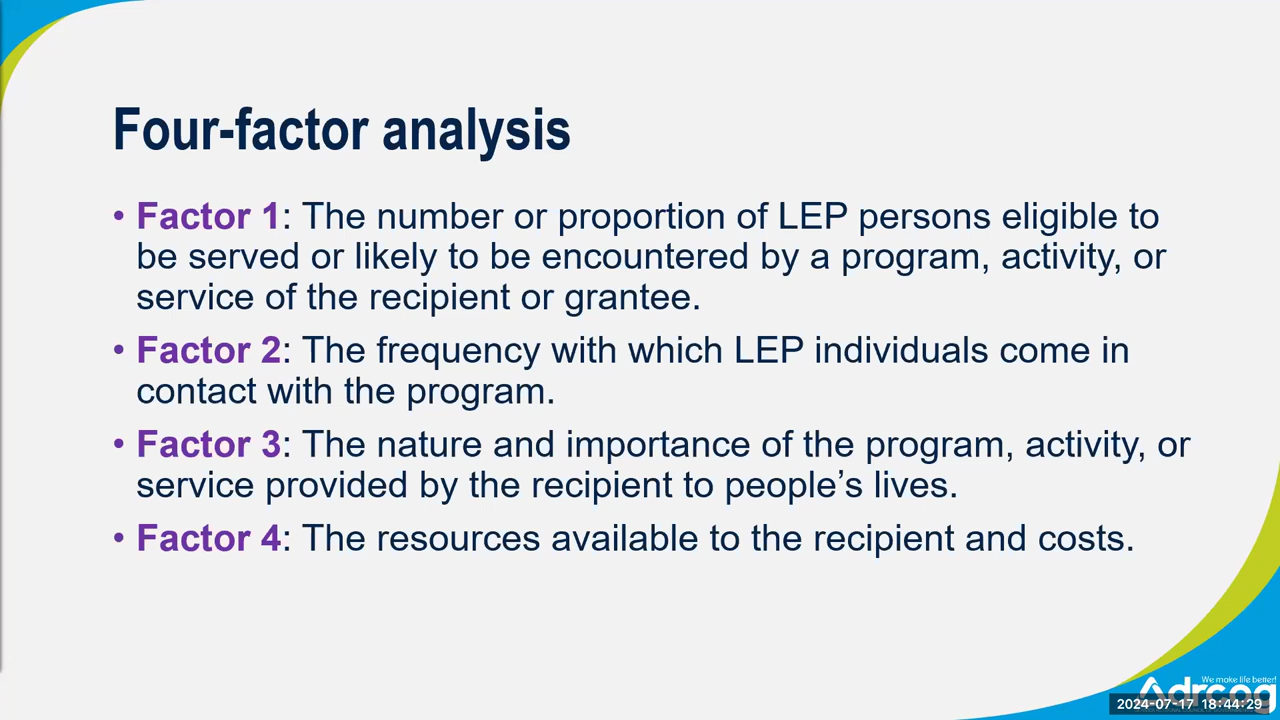 Four-factor analysis
• Factor 1: The number or proportion of LEP persons eligible to
be served or likely to be encountered by a program, activity, or
service of the recipient or grantee.
• Factor 2: The frequency with which LEP individuals come in
contact with the program.
• Factor 3: The nature and importance of the program, activity, or
service provided by the recipient to people’s lives.
• Factor 4: The resources available to the recipient and costs.
We make life better!
drcog
2024-07-17 18:44:29